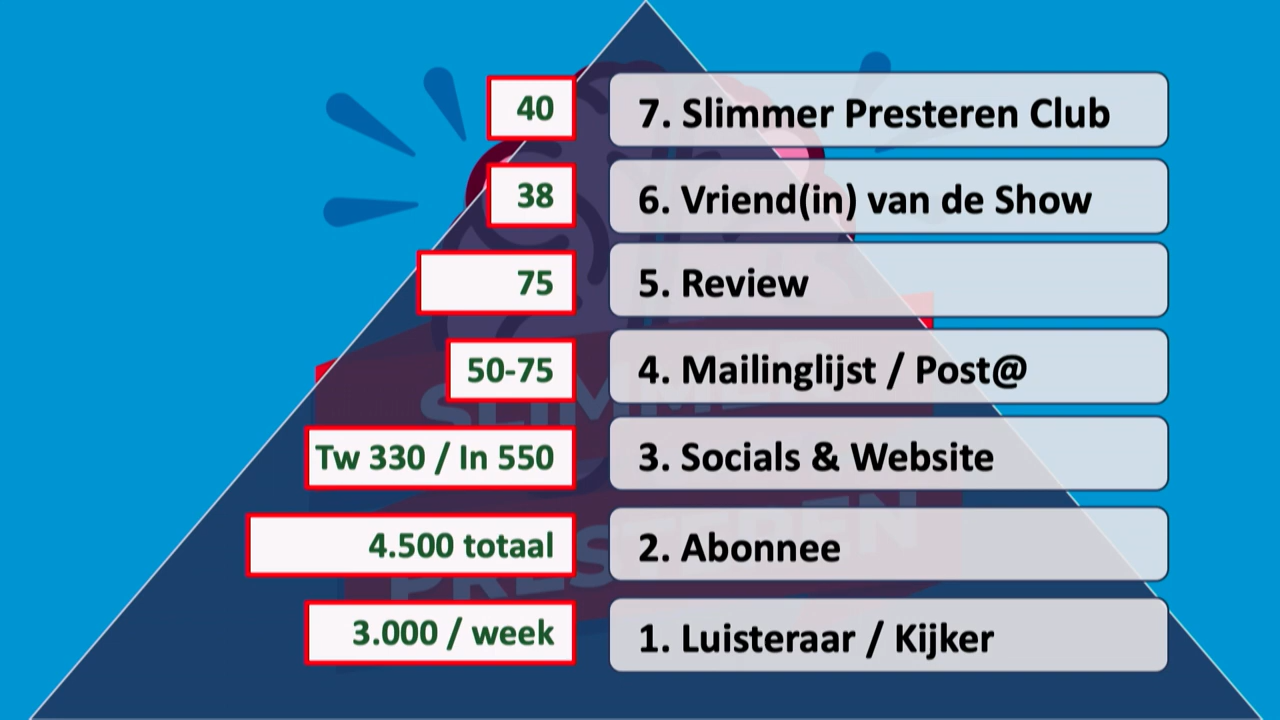 40 7. Slimmer Presteren Club
38 6. Vriend(in) van de Show
75 5. Review
50-75 4. Mailinglijst / Post@
Tw 330 / In 550 3. Socials & Website
4.500 totaal 2. Abonnee
3.000 / week 1. Luisteraar / Kijker
SLIMMER
PRESTEREN